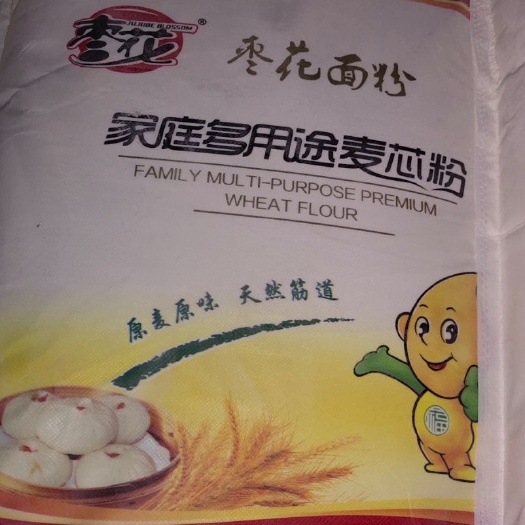 JUJUBE BLOSSOM
枣花®
枣花面粉
家庭多用途麦芯粉
FAMILY MULTI-PURPOSE PREMIUM
WHEAT FLOUR
原麦原味 天然筋道
福